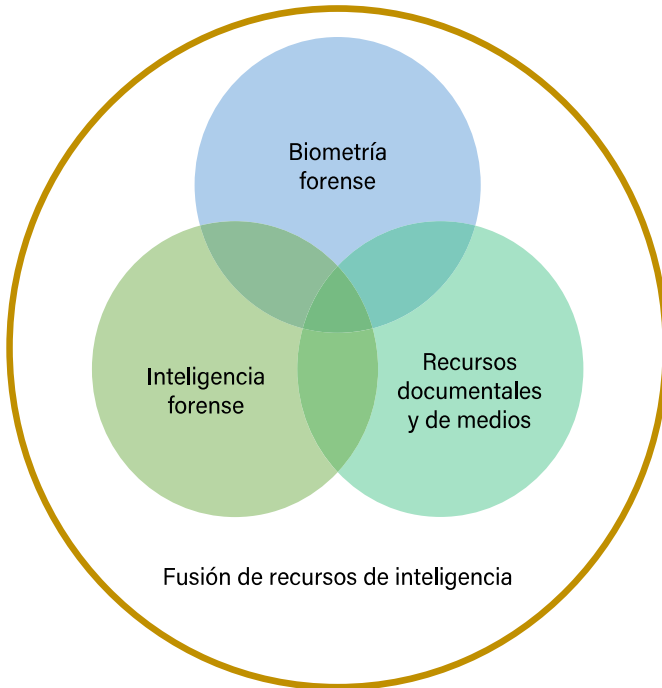 Biometría
forense
Inteligencia
forense
Recursos
documentales
y de medios
Fusión de recursos de inteligencia